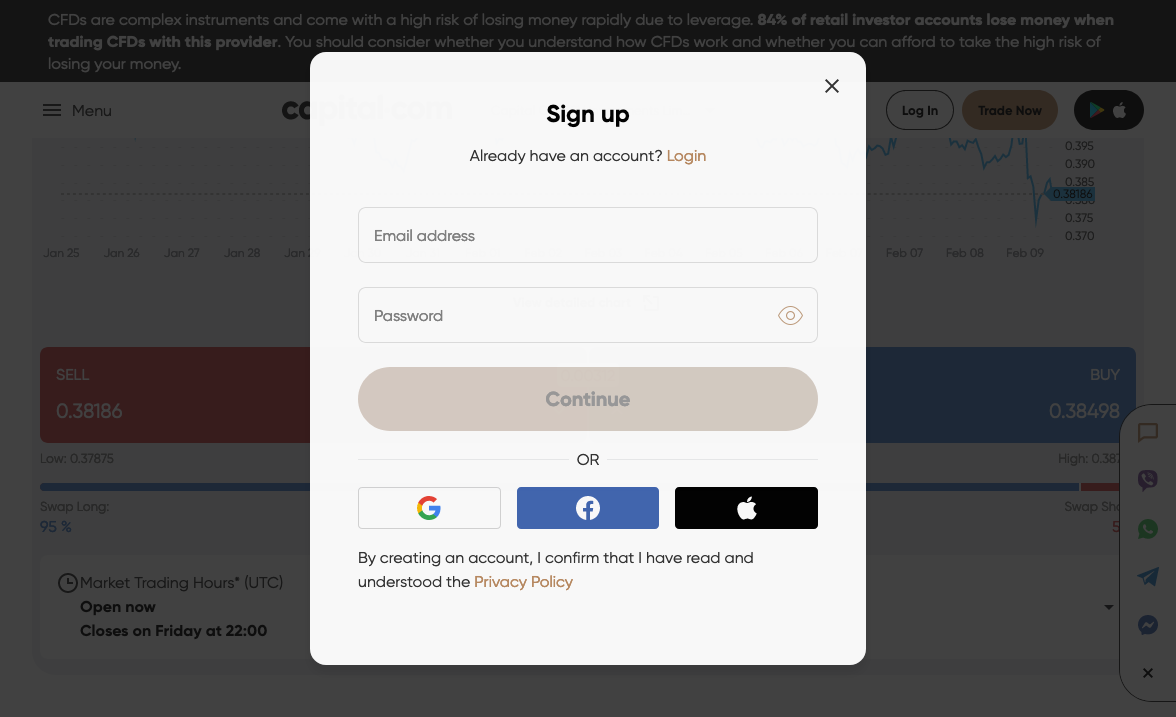 CFDs are complex instruments and come with a high risk of losing money rapidly due to leverage. 84% of retail investor accounts lose money when
trading CFDs with this provider. You should consider whether you understand how CFDs work and whether you can afford to take the high risk of
losing your money.
Menu
capital.com
Log In
Trade Now
Sign up
Already have an account? Login
Email address
Password
Continue
OR
By creating an account, I confirm that I have read and
understood the Privacy Policy
0.395
0.390
0.385
0.38186
0.380
0.375
0.370
Jan 25
Jan 26
Jan 27
Jan 28
Jan 2
Feb 07
Feb 08
Feb 09
SELL
0.38186
BUY
0.38498
Low: 0.37875
High: 0.387
Swap Long:
95 %
Swap Sho
5
Market Trading Hours* (UTC)
Open now
Closes on Friday at 22:00